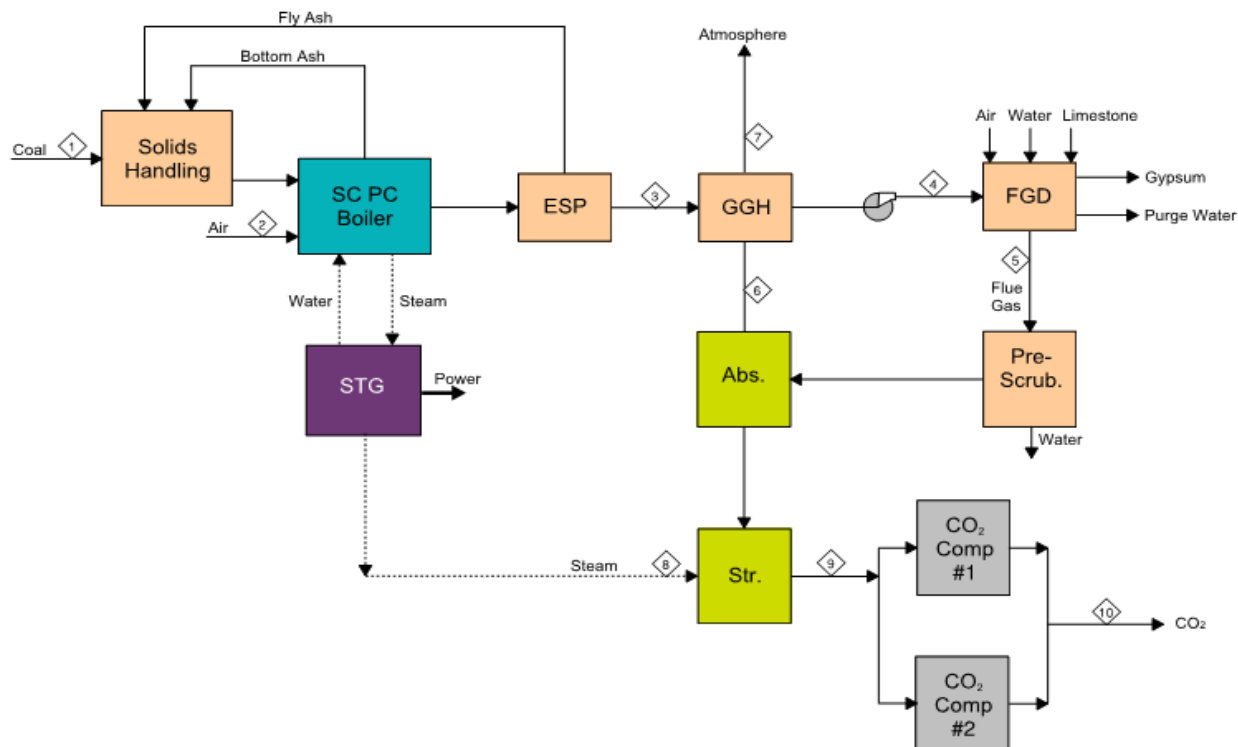 Fly Ash
Bottom Ash
Atmosphere
Air Water Limestone
Coal
1
Solids
Handling
7
4
SC PC
Boiler
ESP
3
GGH
FGD
Gypsum
Purge Water
Air
2
5
Flue
Gas
6
Water
Steam
STG
Power
Abs.
Pre-
Scrub.
Water
CO₂
Comp
#1
Steam
8
Str.
9
10
CO₂
CO₂
Comp
#2